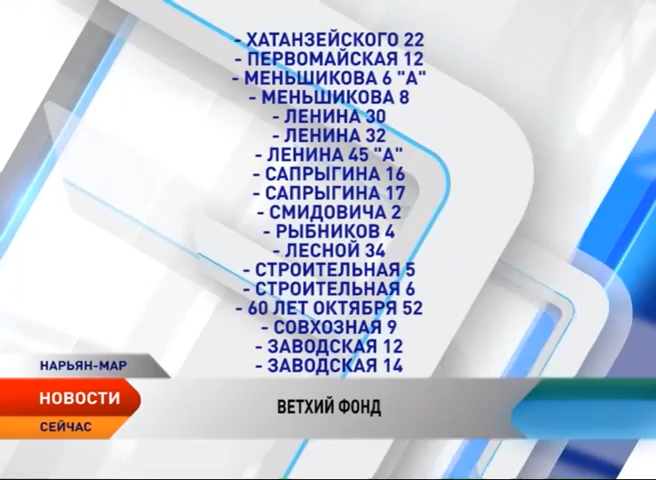 - ХАТАНЗЕЙСКОГО 22
- ПЕРВОМАЙСКАЯ 12
- МЕНЬШИКОВА 6 "А"
- МЕНЬШИКОВА 8
- ЛЕНИНА 30
- ЛЕНИНА 32
- ЛЕНИНА 45 "А"
- САПРЫГИНА 16
- САПРЫГИНА 17
- СМИДОВИЧА 2
- РЫБНИКОВ 4
- ЛЕСНОЙ 34
- СТРОИТЕЛЬНАЯ 5
- СТРОИТЕЛЬНАЯ 6
- 60 ЛЕТ ОКТЯБРЯ 52
- СОВХОЗНАЯ 9
- ЗАВОДСКАЯ 12
- ЗАВОДСКАЯ 14
НАРЬЯН-МАР
НОВОСТИ
СЕЙЧАС
ВЕТХИЙ ФОНД